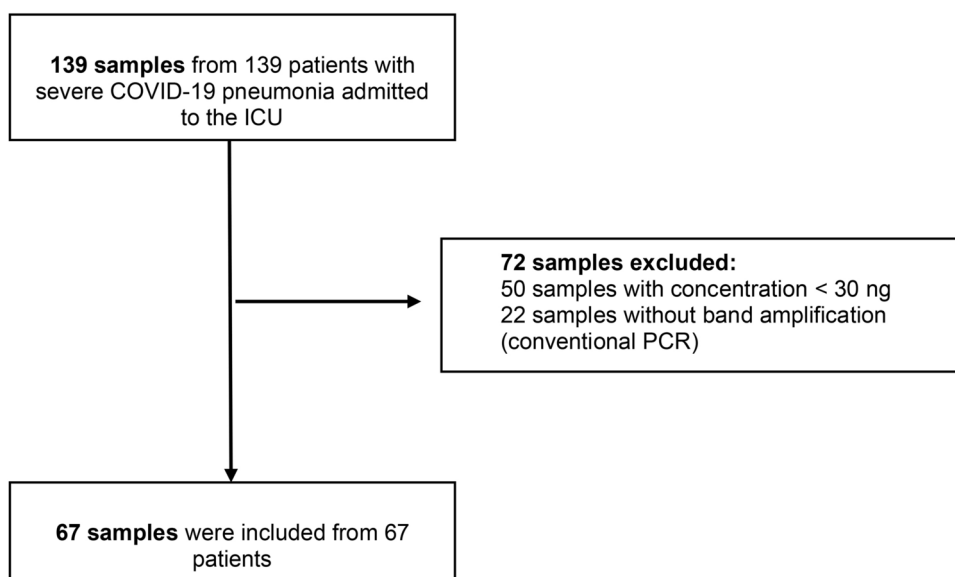 139 samples from 139 patients with
severe COVID-19 pneumonia admitted
to the ICU
72 samples excluded:
50 samples with concentration < 30 ng
22 samples without band amplification
(conventional PCR)
67 samples were included from 67
patients